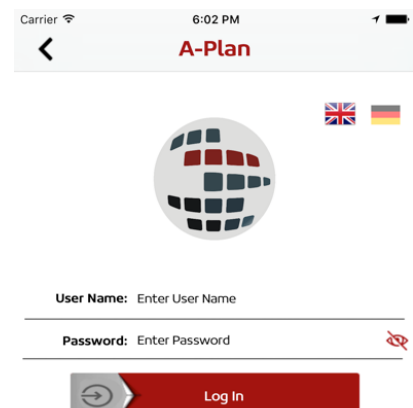 Carrier 6:02 PM
A-Plan
User Name: Enter User Name
Password: Enter Password
Log In